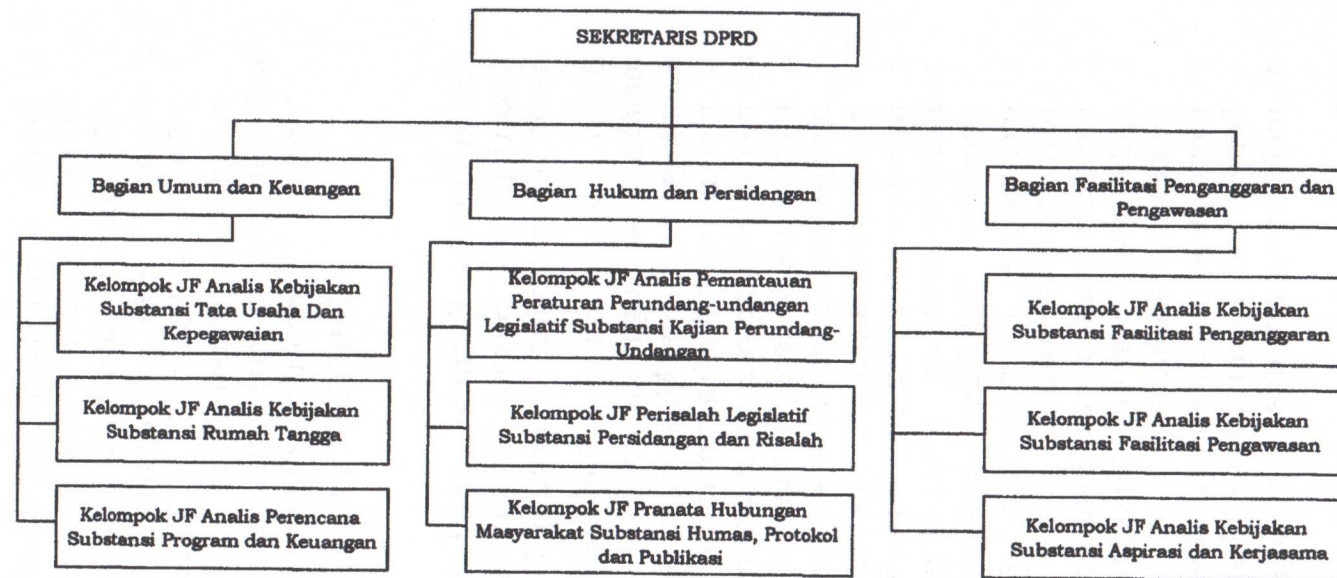 SEKRETARIS DPRD
Bagian Umum dan Keuangan
Kelompok JF Analis Kebijakan
Substansi Tata Usaha Dan
Kepegawaian
Kelompok JF Analis Kebijakan
Substansi Rumah Tangga
Kelompok JF Analis Perencana
Substansi Program dan Keuangan
Bagian Hukum dan Persidangan
Kelompok JF Analis Pemantauan
Peraturan Perundang-undangan
Legislatif Substansi Kajian Perundang-
Undangan
Kelompok JF Perisalah Legislatif
Substansi Persidangan dan Risalah
Kelompok JF Pranata Hubungan
Masyarakat Substansi Humas, Protokol
dan Publikasi
Bagian Fasilitasi Penganggaran dan
Pengawasan
Kelompok JF Analis Kebijakan
Substansi Fasilitasi Penganggaran
Kelompok JF Analis Kebijakan
Substansi Fasilitasi Pengawasan
Kelompok JF Analis Kebijakan
Substansi Aspirasi dan Kerjasama